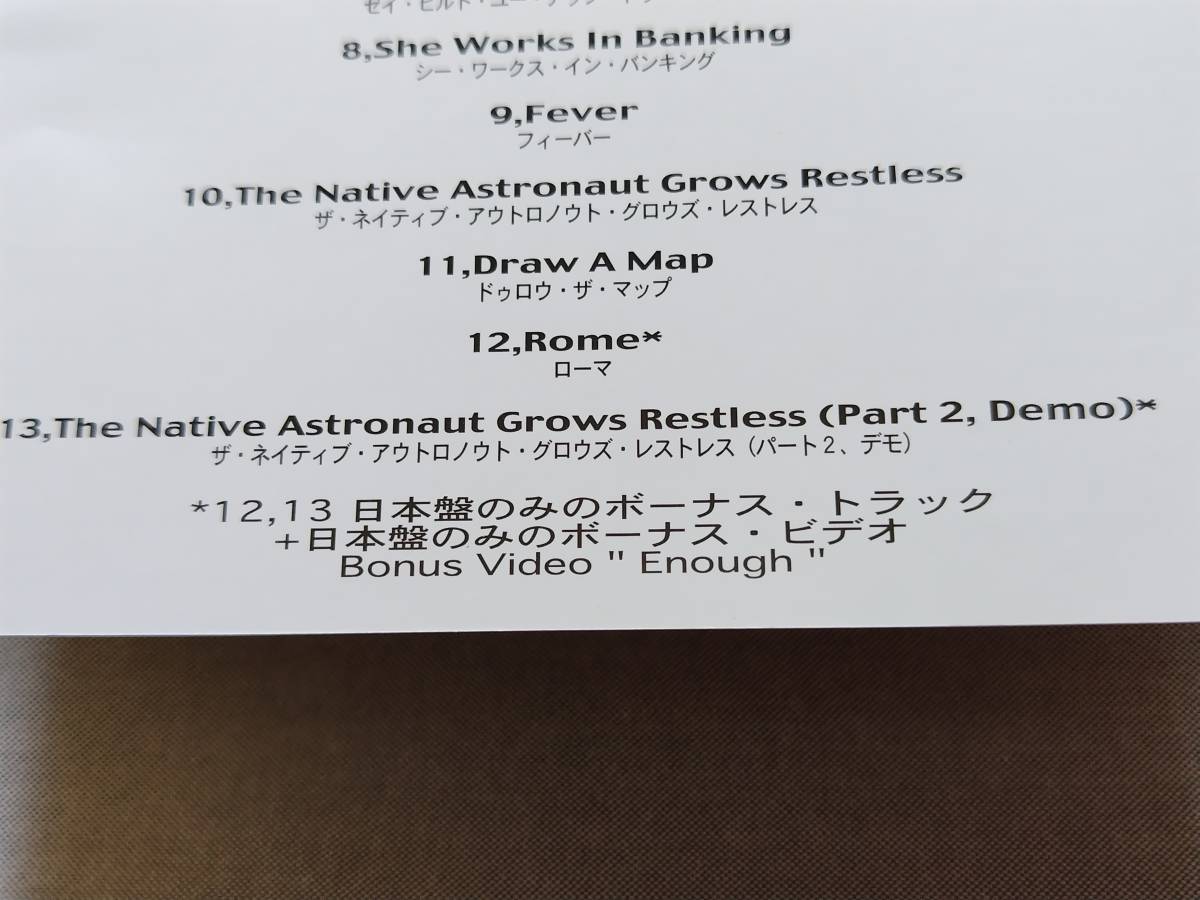 8,She Works In Banking
シー・ワークス・イン・バンキング
9,Fever
フィーバー
10,The Native Astronaut Grows Restless
ザ・ネイティブ・アウトロノウト・グロウズ・レストレス
11,Draw A Map
ドゥロウ・ザ・マップ
12,Rome*
ローマ
13,The Native Astronaut Grows Restless (Part 2, Demo)*
ザ・ネイティブ・アウトロノウト・グロウズ・レストレス（パート2、デモ）
*12,13 日本盤のみのボーナス・トラック
+日本盤のみのボーナス・ビデオ
Bonus Video " Enough "